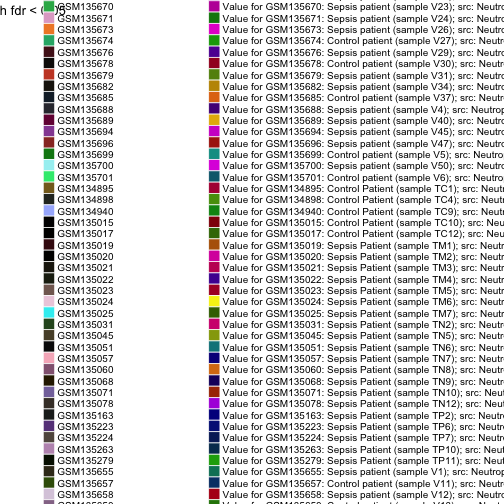 h fdr < 0.05
GSM135670 Value for GSM135670: Sepsis patient (sample V23); src: Neutro
GSM135671 Value for GSM135671: Sepsis patient (sample V24); src: Neutro
GSM135673 Value for GSM135673: Sepsis patient (sample V26); src: Neutro
GSM135674 Value for GSM135674: Control patient (sample V27); src: Neutr
GSM135676 Value for GSM135676: Sepsis patient (sample V29); src: Neutro
GSM135678 Value for GSM135678: Control patient (sample V30); src: Neutr
GSM135679 Value for GSM135679: Sepsis patient (sample V31); src: Neutro
GSM135682 Value for GSM135682: Sepsis patient (sample V34); src: Neutro
GSM135685 Value for GSM135685: Control patient (sample V37); src: Neutr
GSM135688 Value for GSM135688: Sepsis patient (sample V4); src: Neutrop
GSM135689 Value for GSM135689: Sepsis patient (sample V40); src: Neutro
GSM135694 Value for GSM135694: Sepsis patient (sample V45); src: Neutro
GSM135696 Value for GSM135696: Sepsis patient (sample V47); src: Neutro
GSM135699 Value for GSM135699: Control patient (sample V5); src: Neutro
GSM135700 Value for GSM135700: Sepsis patient (sample V50); src: Neutro
GSM135701 Value for GSM135701: Control patient (sample V6); src: Neutro
GSM134895 Value for GSM134895: Control Patient (sample TC1); src: Neutr
GSM134898 Value for GSM134898: Control Patient (sample TC4); src: Neutr
GSM134940 Value for GSM134940: Control Patient (sample TC9); src: Neutr
GSM135015 Value for GSM135015: Control Patient (sample TC10); src: Neu
GSM135017 Value for GSM135017: Control Patient (sample TC12); src: Neu
GSM135019 Value for GSM135019: Sepsis Patient (sample TM1); src: Neutr
GSM135020 Value for GSM135020: Sepsis Patient (sample TM2); src: Neutr
GSM135021 Value for GSM135021: Sepsis Patient (sample TM3); src: Neutr
GSM135022 Value for GSM135022: Sepsis Patient (sample TM4); src: Neutr
GSM135023 Value for GSM135023: Sepsis Patient (sample TM5); src: Neutr
GSM135024 Value for GSM135024: Sepsis Patient (sample TM6); src: Neutr
GSM135025 Value for GSM135025: Sepsis Patient (sample TM7); src: Neutr
GSM135031 Value for GSM135031: Sepsis Patient (sample TN2); src: Neutro
GSM135045 Value for GSM135045: Sepsis Patient (sample TN5); src: Neutro
GSM135051 Value for GSM135051: Sepsis Patient (sample TN6); src: Neutro
GSM135057 Value for GSM135057: Sepsis Patient (sample TN7); src: Neutro
GSM135060 Value for GSM135060: Sepsis Patient (sample TN8); src: Neutro
GSM135068 Value for GSM135068: Sepsis Patient (sample TN9); src: Neutro
GSM135071 Value for GSM135071: Sepsis Patient (sample TN10); src: Neutr
GSM135078 Value for GSM135078: Sepsis Patient (sample TN12); src: Neutr
GSM135163 Value for GSM135163: Sepsis Patient (sample TP2); src: Neutro
GSM135223 Value for GSM135223: Sepsis Patient (sample TP6); src: Neutro
GSM135224 Value for GSM135224: Sepsis Patient (sample TP7); src: Neutro
GSM135263 Value for GSM135263: Sepsis Patient (sample TP10); src: Neutr
GSM135279 Value for GSM135279: Sepsis Patient (sample TP11); src: Neutr
GSM135655 Value for GSM135655: Sepsis patient (sample V1); src: Neutrop
GSM135657 Value for GSM135657: Control patient (sample V11); src: Neutr
GSM135658 Value for GSM135658: Sepsis patient (sample V12); src: Neutro